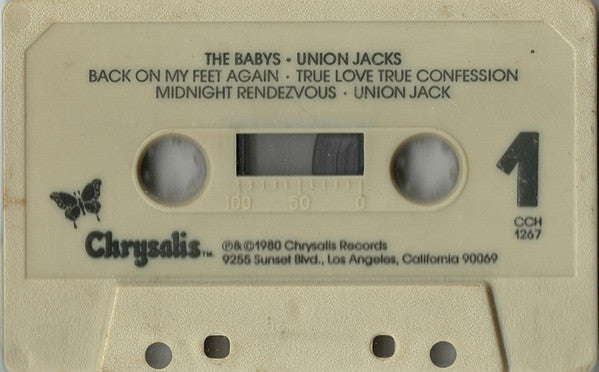 THE BABYS • UNION JACKS
BACK ON MY FEET AGAIN · TRUE LOVE TRUE CONFESSION
MIDNIGHT RENDEZVOUS · UNION JACK
100 50 0
1
CCH
1267
Chrysalis™
℗&©1980 Chrysalis Records
9255 Sunset Blvd., Los Angeles, California 90069